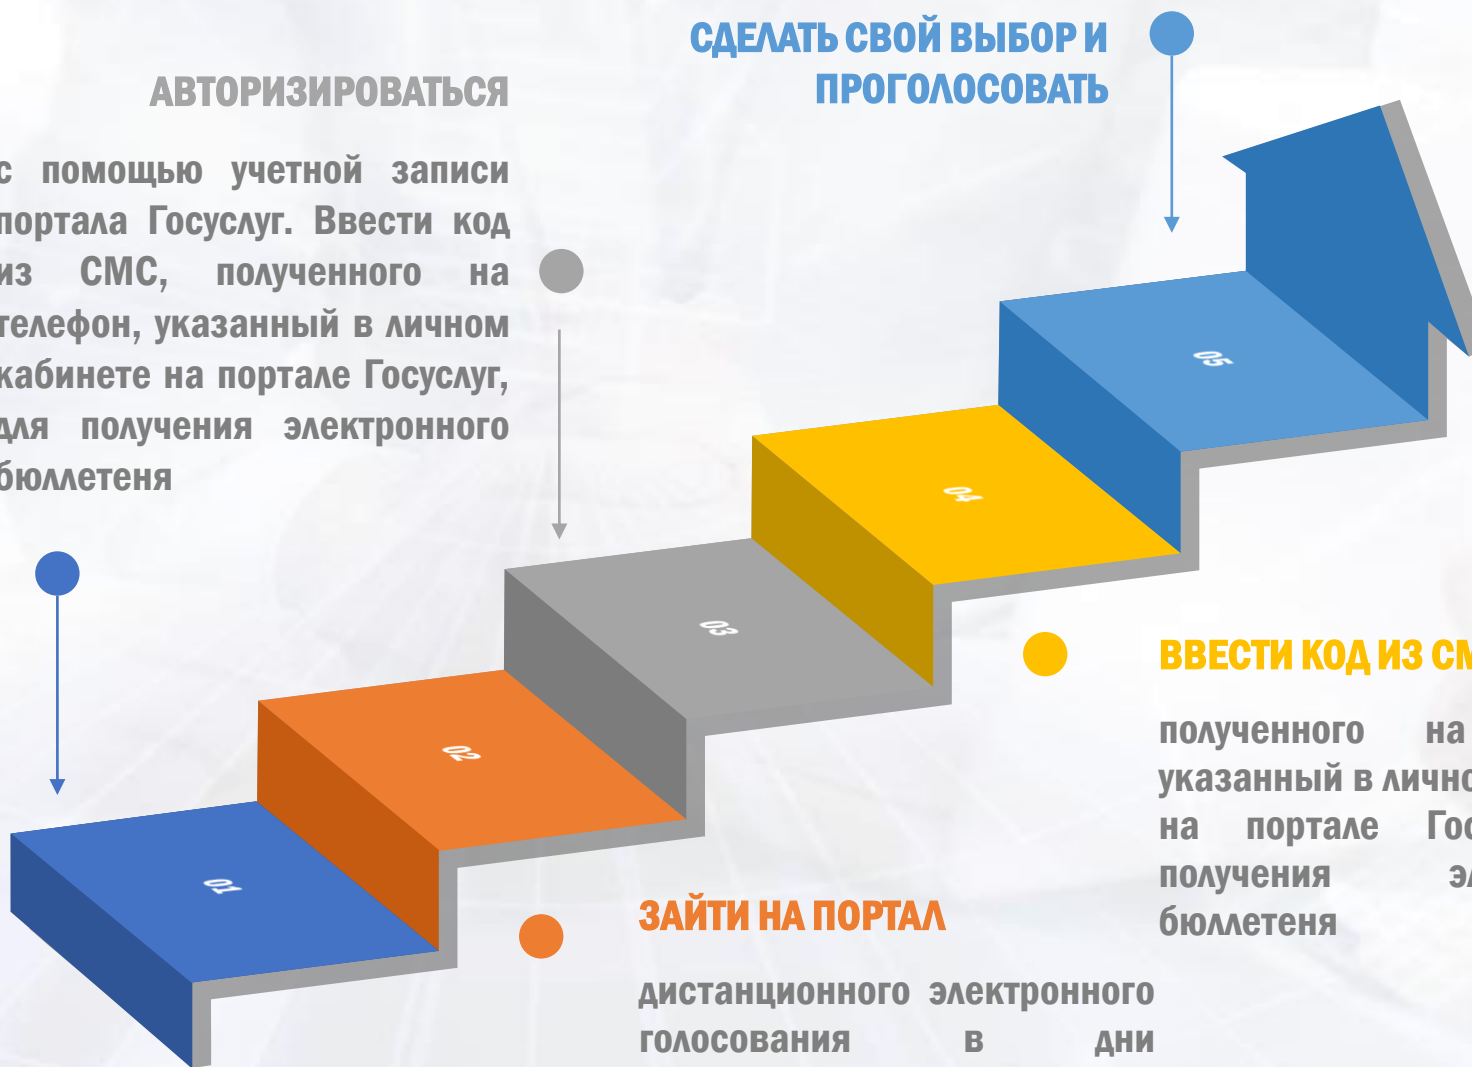 СДЕЛАТЬ СВОЙ ВЫБОР И
ПРОГОЛОСОВАТЬ
АВТОРИЗИРОВАТЬСЯ
с помощью учетной записи
портала Госуслуг. Ввести код
из СМС, полученного на
телефон, указанный в личном
кабинете на портале Госуслуг,
для получения электронного
бюллетеня
05
04
03
02
01
ВВЕСТИ КОД ИЗ
полученного на
указанный в
на портале
получения
бюллетеня
ЗАЙТИ НА ПОРТАЛ
дистанционного электронного
голосования в дни